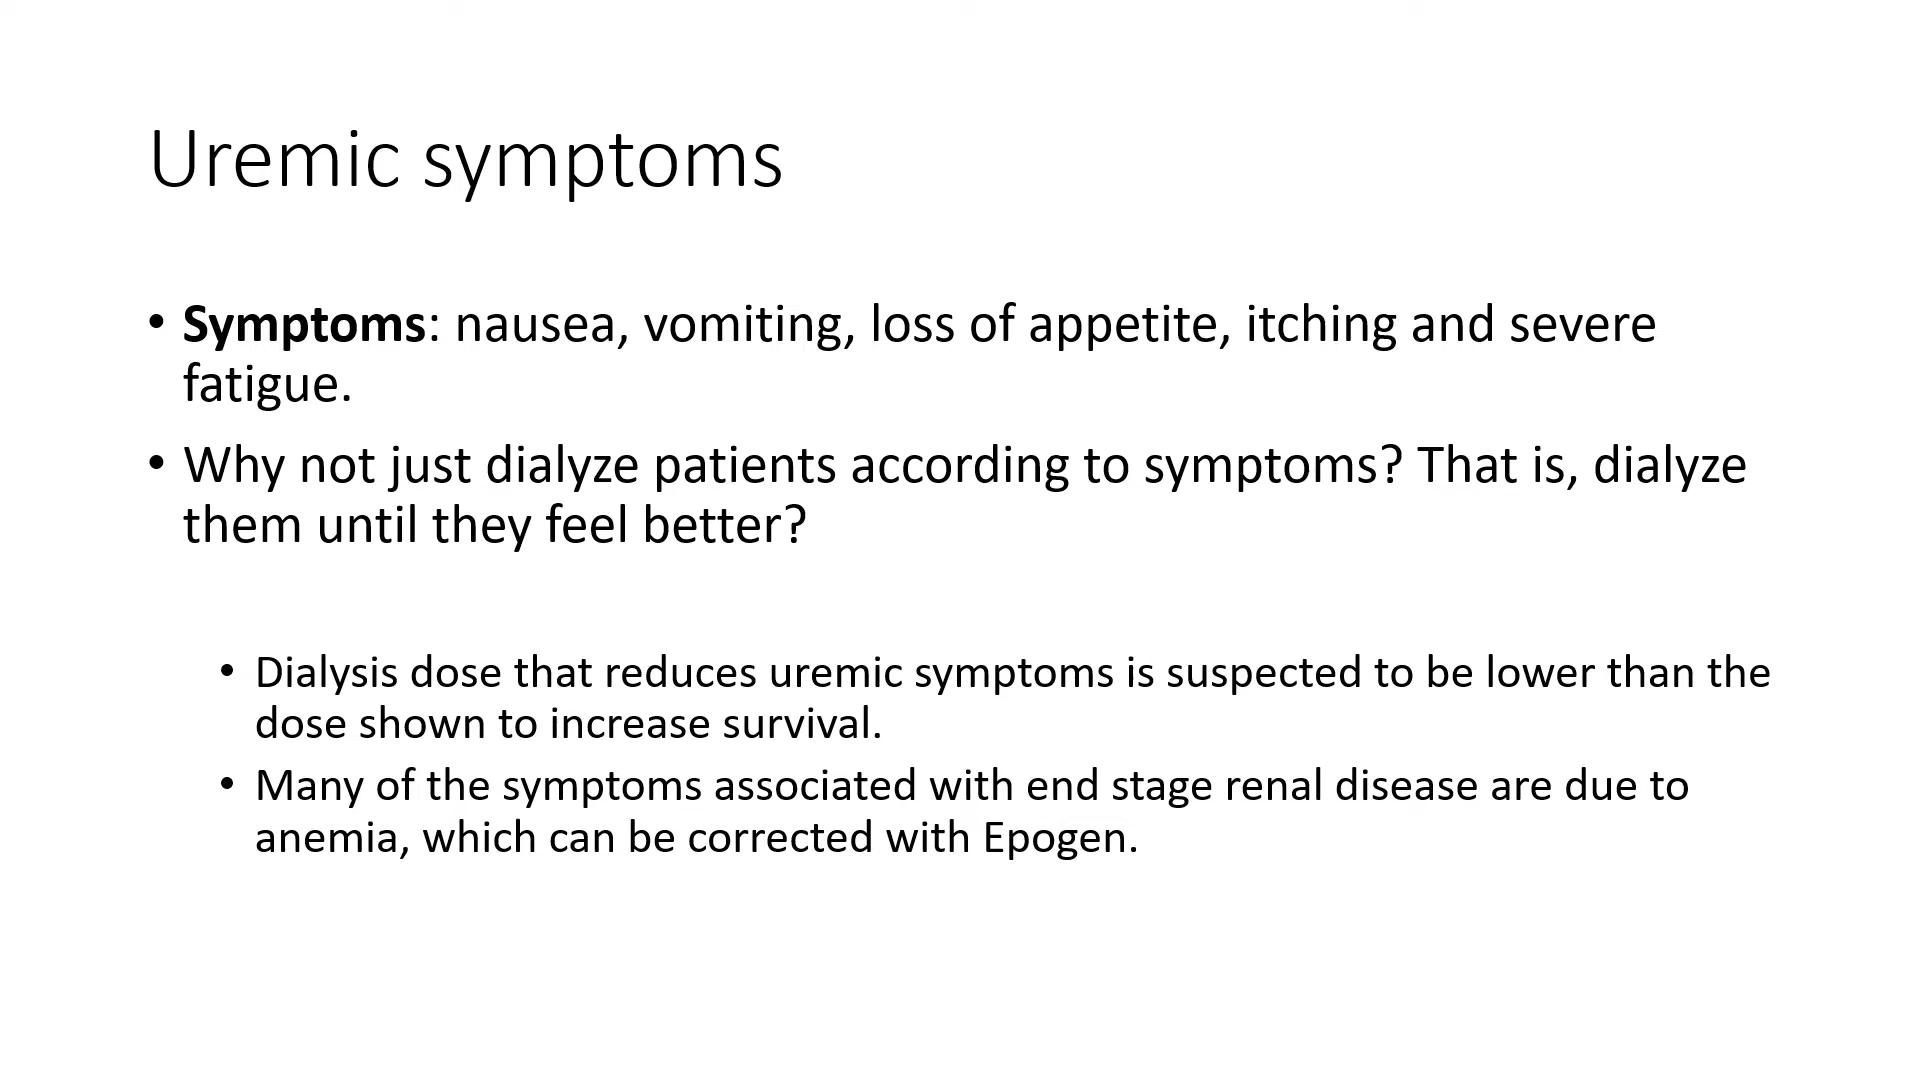 Uremic symptoms
• Symptoms: nausea, vomiting, loss of appetite, itching and severe
fatigue.
• Why not just dialyze patients according to symptoms? That is, dialyze
them until they feel better?
• Dialysis dose that reduces uremic symptoms is suspected to be lower than the
dose shown to increase survival.
• Many of the symptoms associated with end stage renal disease are due to
anemia, which can be corrected with Epogen.